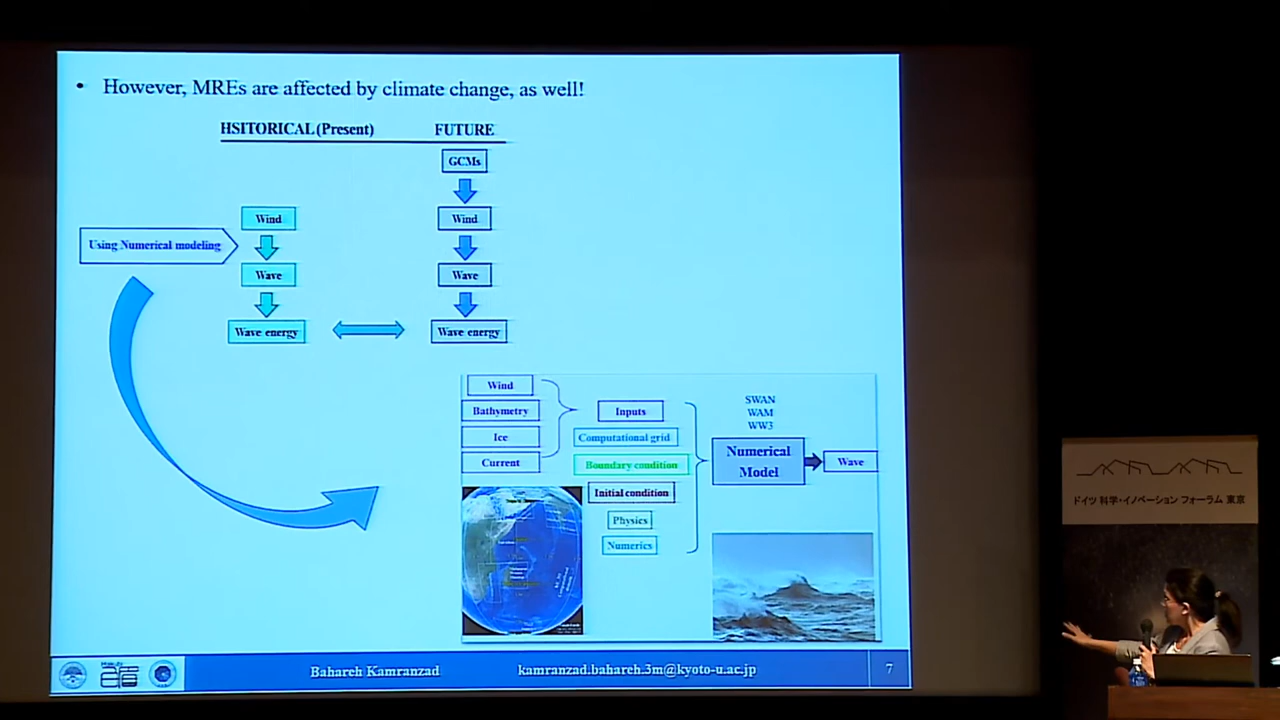 • However, MREs are affected by climate change, as well!
HSITORICAL (Present) FUTURE
GCMs
Wind Wind
Using Numerical modeling
Wave Wave
Wave energy Wave energy
Wind
Bathymetry
Ice
Current
Inputs
Computational grid
Boundary condition
Initial condition
Physics
Numerics
SWAN
WAM
WW3
Numerical
Model
Wave
Bahareh Kamranzad kamranzad.bahareh.3m@kyoto-u.ac.jp 7
ドイツ 科学・イノベーション フォーラム 東京